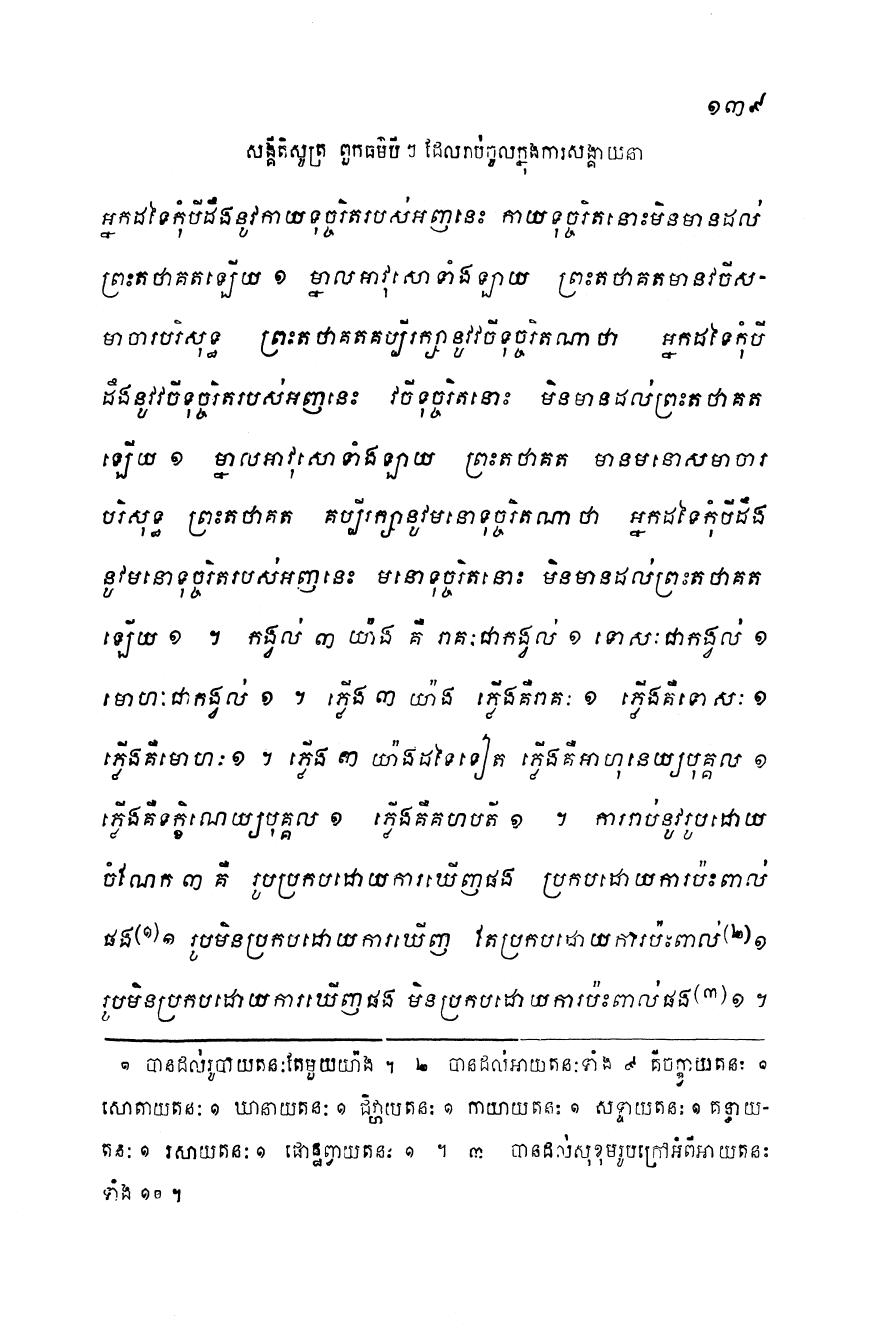 ១៣៩
សង្គីតិសូត្រ ពួកធម៌បី ៗ ដែលរាប់ចូលក្នុងការសង្គាយនា
អ្នកដទៃកុំបីដឹងនូវកាយទុច្ចរិតរបស់អញនេះ កាយទុច្ចរិតនោះមិនមានដល់
ព្រះតថាគតឡើយ ១ ម្នាលអាវុសោទាំងឡាយ ព្រះតថាគតមានវចីស-
មាចារបរិសុទ្ធ ព្រះតថាគតគប្បីរក្សានូវវចីទុច្ចរិតណាថា អ្នកដទៃកុំបី
ដឹងនូវវចីទុច្ចរិតរបស់អញនេះ វចីទុច្ចរិតនោះ មិនមានដល់ព្រះតថាគត
ឡើយ ១ ម្នាលអាវុសោទាំងឡាយ ព្រះតថាគត មានមនោសមាចារ
បរិសុទ្ធ ព្រះតថាគត គប្បីរក្សានូវមនោទុច្ចរិតណាថា អ្នកដទៃកុំបីដឹង
នូវមនោទុច្ចរិតរបស់អញនេះ មនោទុច្ចរិតនោះ មិនមានដល់ព្រះតថាគត
ឡើយ ១ ។ កង្វល់ ៣ យ៉ាង គឺ រាគៈជាកង្វល់ ១ ទោសៈជាកង្វល់ ១
មោហៈជាកង្វល់ ១ ។ ភ្លើង ៣ យ៉ាង ភ្លើងគឺរាគៈ ១ ភ្លើងគឺទោសៈ ១
ភ្លើងគឺមោហៈ ១ ។ ភ្លើង ៣ យ៉ាងដទៃទៀត ភ្លើងគឺអាហុនេយ្យបុគ្គល ១
ភ្លើងគឺទក្ខិណេយ្យបុគ្គល ១ ភ្លើងគឺគហបតី ១ ។ ការរាប់នូវរូបដោយ
ចំណែក ៣ គឺ រូបប្រកបដោយការឃើញផង ប្រកបដោយការប៉ះពាល់
ផង(១)១ រូបមិនប្រកបដោយការឃើញ តែប្រកបដោយការប៉ះពាល់(២)១
រូបមិនប្រកបដោយការឃើញផង មិនប្រកបដោយការប៉ះពាល់ផង(៣)១ ។
១ បានដល់រូបាយតនៈតែមួយយ៉ាង ។ ២ បានដល់អាយតនៈទាំង ៩ គឺចក្ខាយតនៈ ១
សោតាយតនៈ ១ ឃានាយតនៈ ១ ជិវ្ហាយតនៈ ១ កាយាយតនៈ ១ សទ្ទាយតនៈ ១ គន្ធាយ-
តនៈ ១ រសាយតនៈ ១ ផោដ្ឋព្វាយតនៈ ១ ។ ៣ បានដល់សុខុមរូបក្រៅអំពីអាយតនៈ
ទាំង ១០ ។